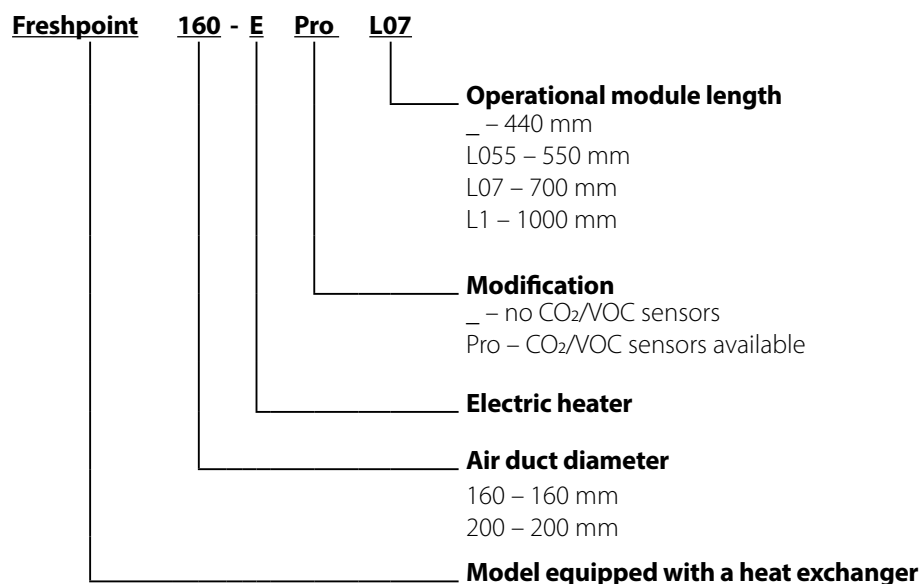 Freshpoint 160 - E Pro L07
Operational module length
_ – 440 mm
L055 – 550 mm
L07 – 700 mm
L1 – 1000 mm
Modification
_ – no CO₂/VOC sensors
Pro – CO₂/VOC sensors available
Electric heater
Air duct diameter
160 – 160 mm
200 – 200 mm
Model equipped with a heat exchanger